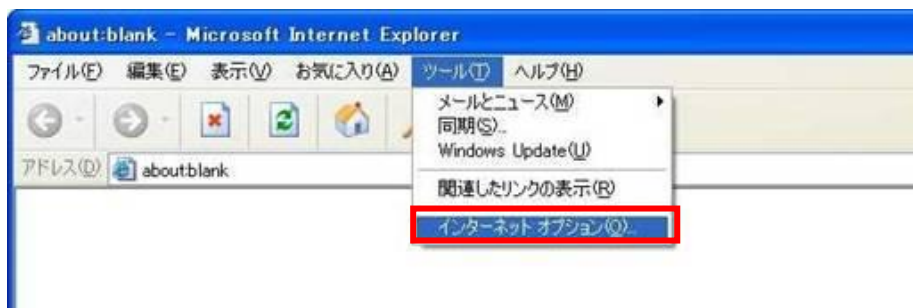 about:blank - Microsoft Internet Explorer
ファイル(F) 編集(E) 表示(V) お気に入り(A) ツール(T) ヘルプ(H)
メールとニュース(M)
同期(S)...
Windows Update(U)
関連したリンクの表示(R)
インターネット オプション(O)...
アドレス(D) about:blank